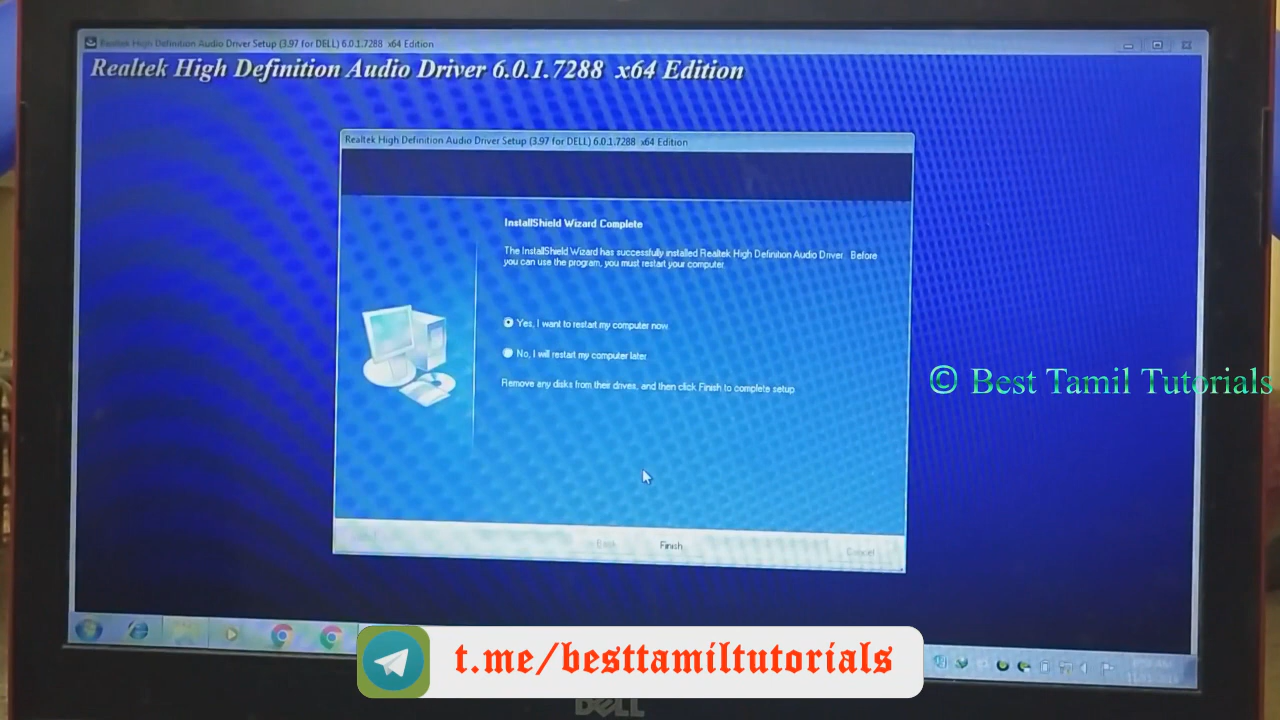 Realtek High Definition Audio Driver Setup (3.97 for DELL) 6.0.1.7288 x64 Edition
Realtek High Definition Audio Driver 6.0.1.7288 x64 Edition
Realtek High Definition Audio Driver Setup (3.97 for DELL) 6.0.1.7288 x64 Edition
InstallShield Wizard Complete
The InstallShield Wizard has successfully installed Realtek High Definition Audio Driver. Before
you can use the program, you must restart your computer.
Yes, I want to restart my computer now.
No, I will restart my computer later.
Remove any disks from their drives, and then click Finish to complete setup.
© Best Tamil Tutorials
< Back
Finish
Cancel
t.me/besttamiltutorials
DELL